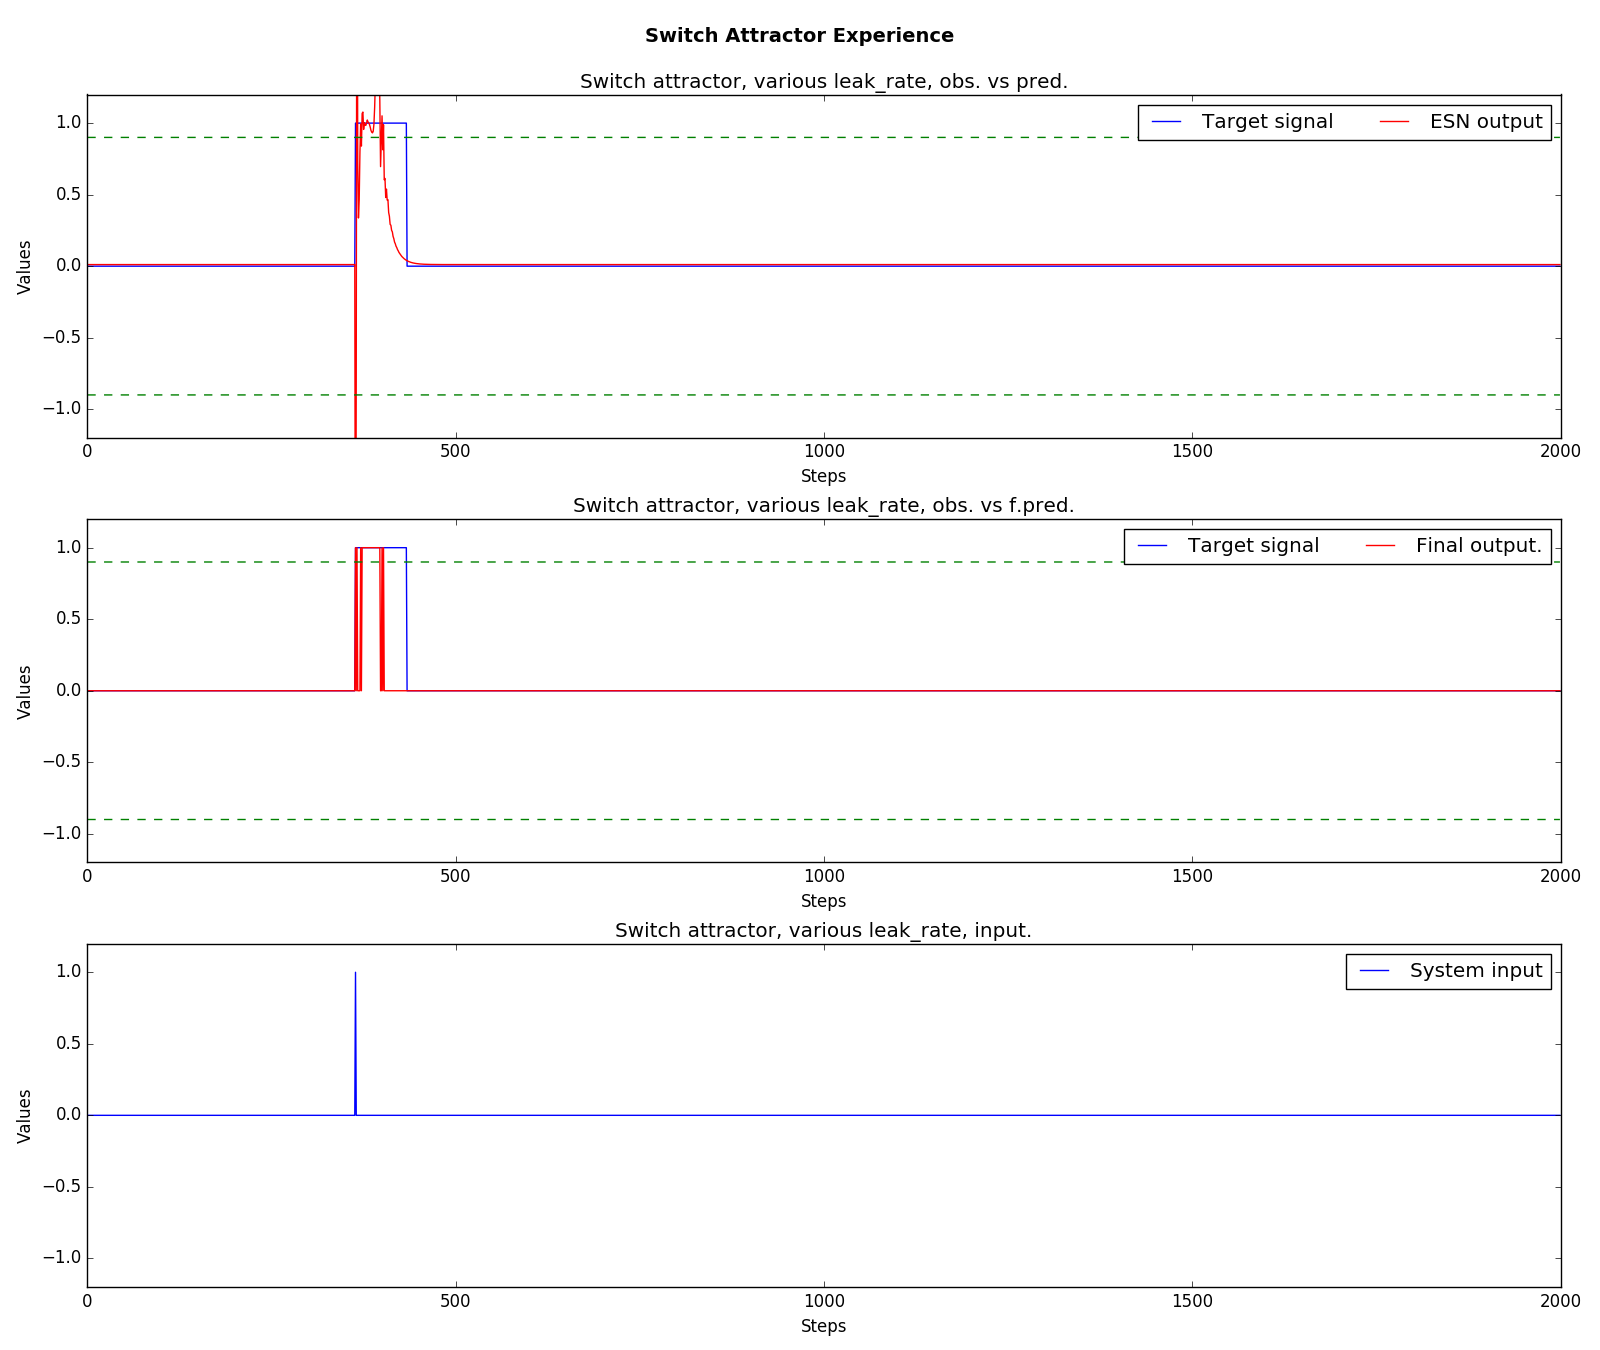 Switch Attractor Experience
Switch attractor, various leak_rate, obs. vs pred.
Target signal ESN output
1.0
0.5
0.0
−0.5
−1.0
Values
0 500 1000 1500 2000
Steps
Switch attractor, various leak_rate, obs. vs f.pred.
Target signal Final output.
1.0
0.5
0.0
−0.5
−1.0
Values
0 500 1000 1500 2000
Steps
Switch attractor, various leak_rate, input.
System input
1.0
0.5
0.0
−0.5
−1.0
Values
0 500 1000 1500 2000
Steps